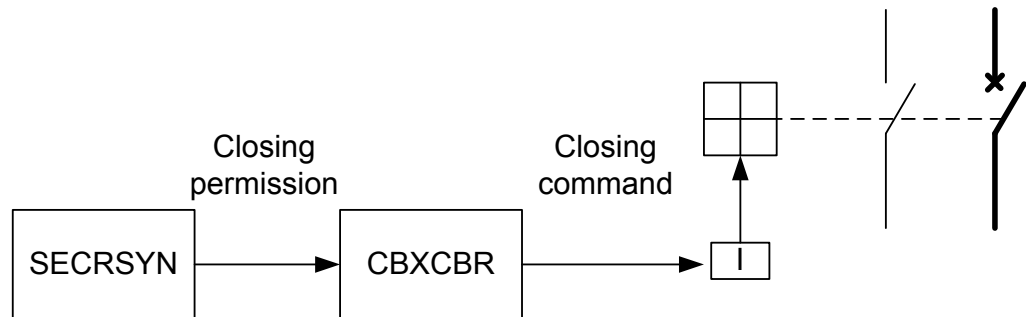 Closing
permission
Closing
command
SECRSYN
CBXCBR
I